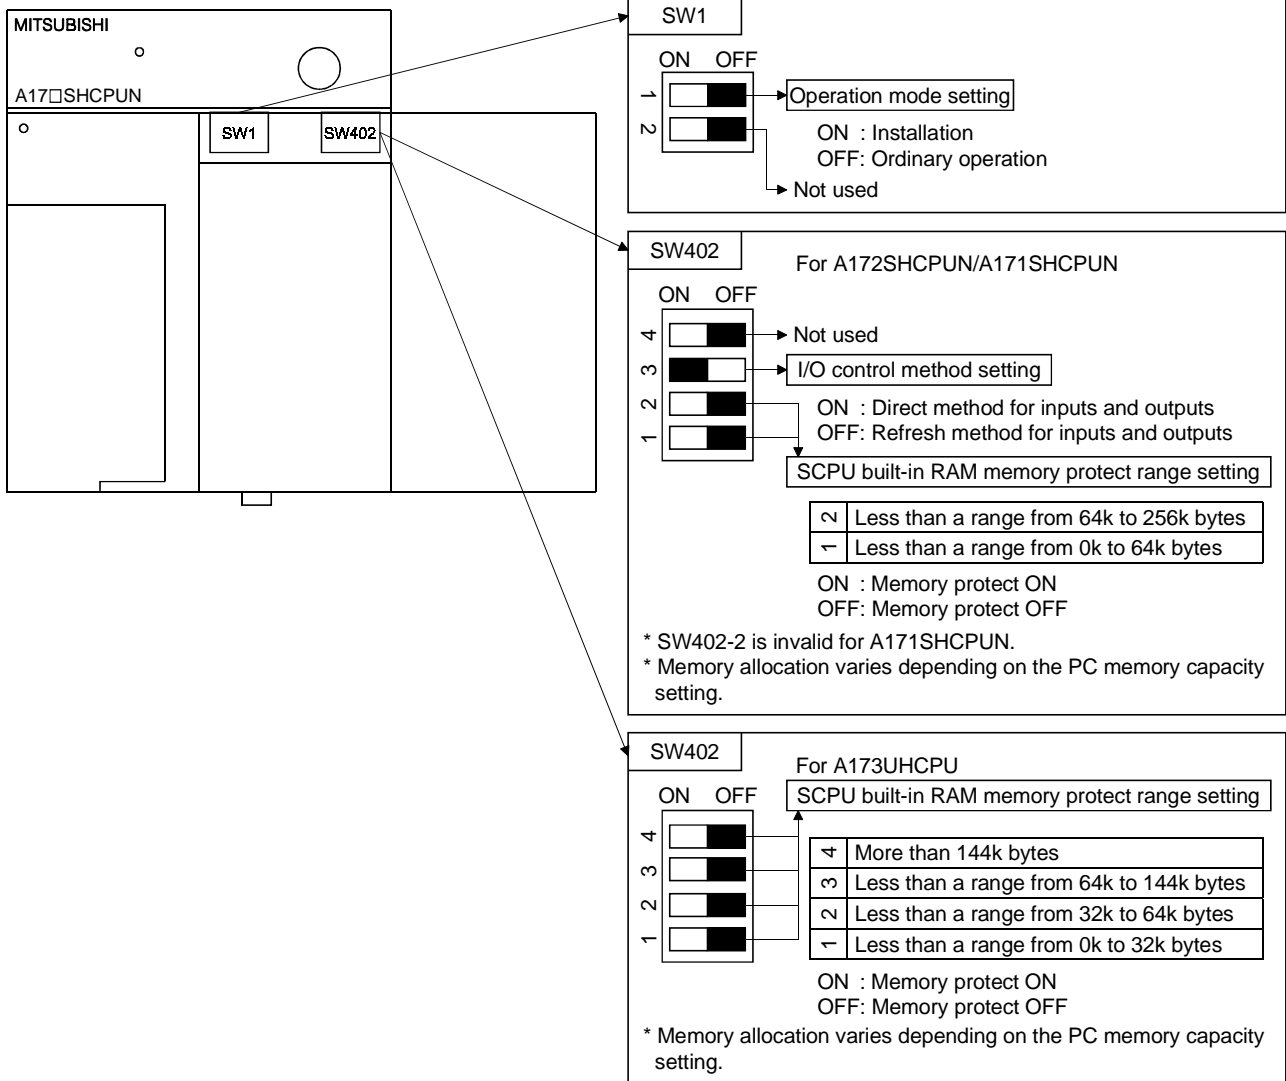 MITSUBISHI
A17□SHCPUN
SW1
SW402
SW1
ON OFF
1
2
Operation mode setting
ON : Installation
OFF: Ordinary operation
Not used
SW402
For A172SHCPUN/A171SHCPUN
ON OFF
4
Not used
3
I/O control method setting
2
ON : Direct method for inputs and outputs
1
OFF: Refresh method for inputs and outputs
SCPU built-in RAM memory protect range setting
2 Less than a range from 64k to 256k bytes
1 Less than a range from 0k to 64k bytes
ON : Memory protect ON
OFF: Memory protect OFF
* SW402-2 is invalid for A171SHCPUN.
* Memory allocation varies depending on the PC memory capacity
setting.
SW402
For A173UHCPU
ON OFF
SCPU built-in RAM memory protect range setting
4
3
2
1
4 More than 144k bytes
3 Less than a range from 64k to 144k bytes
2 Less than a range from 32k to 64k bytes
1 Less than a range from 0k to 32k bytes
ON : Memory protect ON
OFF: Memory protect OFF
* Memory allocation varies depending on the PC memory capacity
setting.